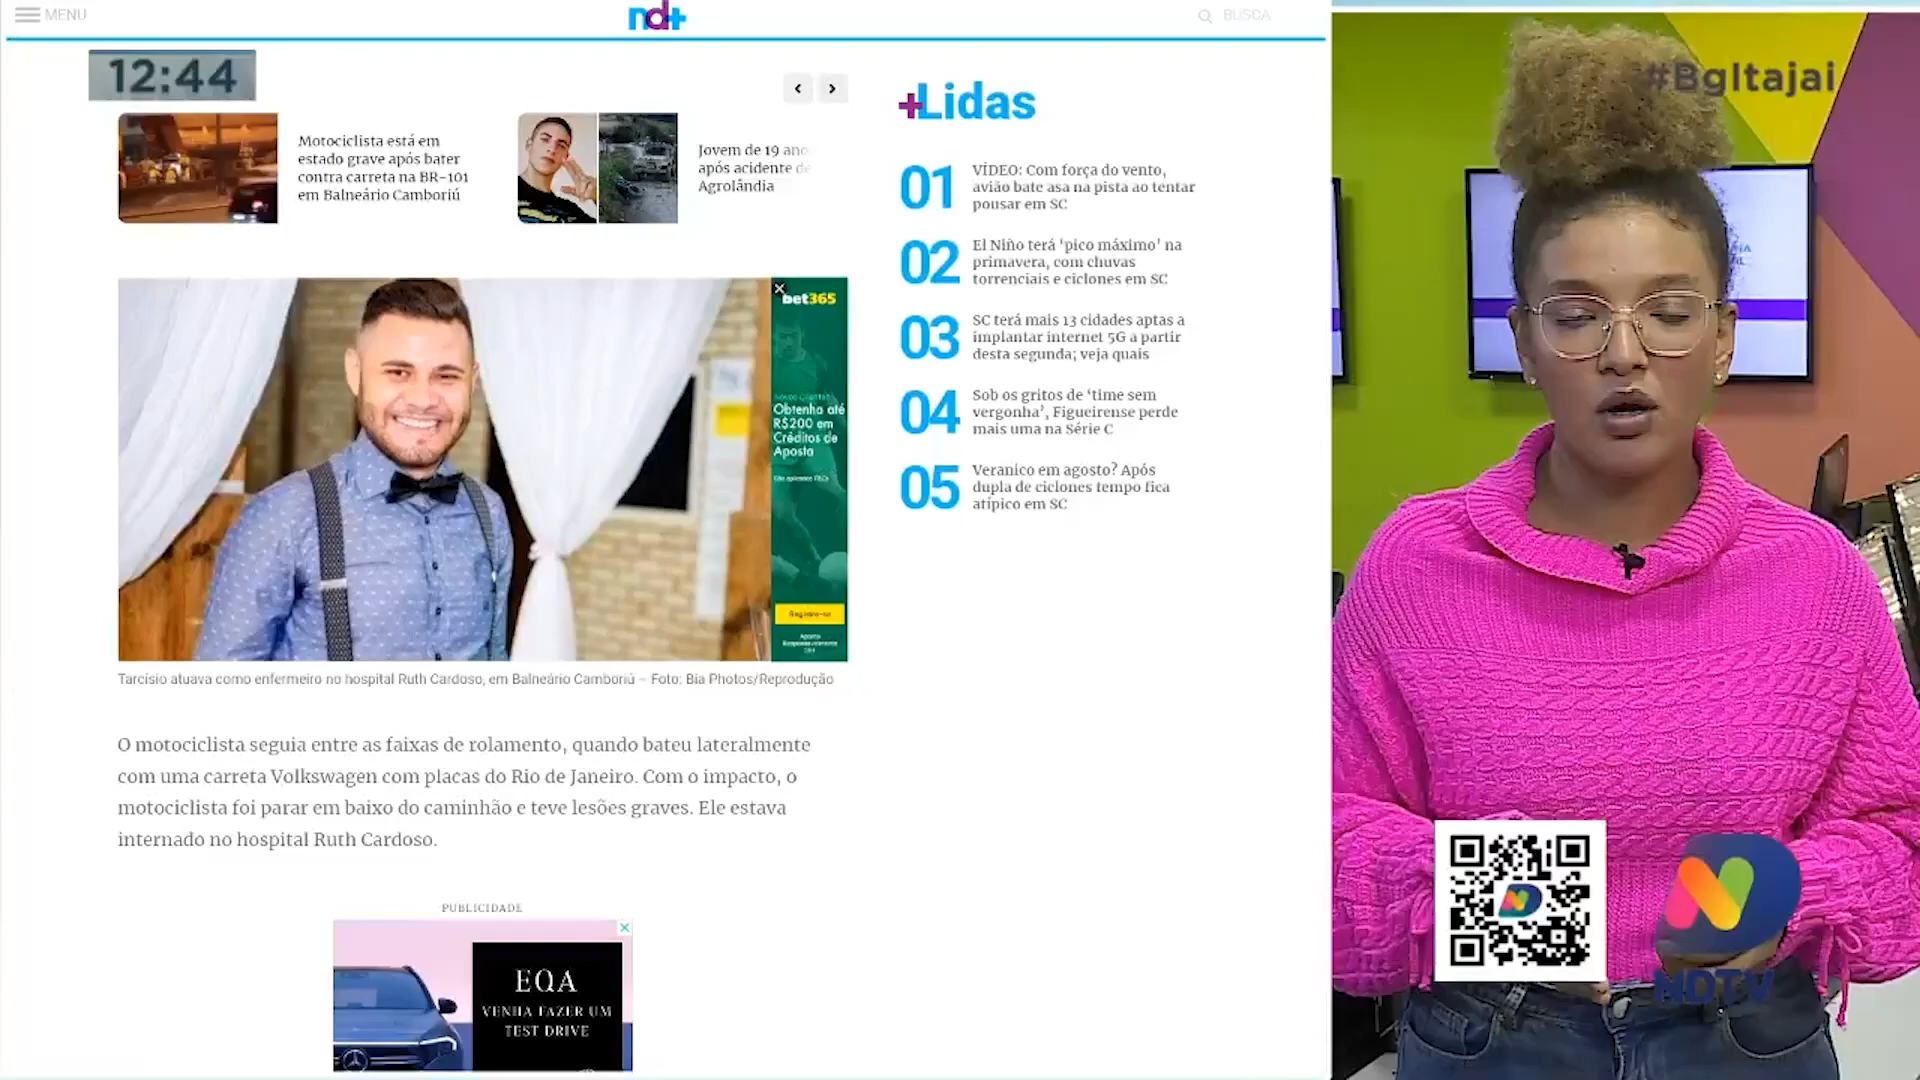 MENU
nd+
BUSCA
12:44
Motociclista está em
estado grave após bater
contra carreta na BR-101
em Balneário Camboriú
Jovem de 19 ano
após acidente de
Agrolândia
+Lidas
01
VÍDEO: Com força do vento,
avião bate asa na pista ao tentar
pousar em SC
02
El Niño terá ‘pico máximo’ na
primavera, com chuvas
torrenciais e ciclones em SC
03
SC terá mais 13 cidades aptas a
implantar internet 5G a partir
desta segunda; veja quais
04
Sob os gritos de ‘time sem
vergonha’, Figueirense perde
mais uma na Série C
05
Veranico em agosto? Após
dupla de ciclones tempo fica
atípico em SC
bet365
Obtenha até
R$200 em
Créditos de
Aposta
Registre-se
Tarcísio atuava como enfermeiro no hospital Ruth Cardoso, em Balneário Camboriú – Foto: Bia Photos/Reprodução
O motociclista seguia entre as faixas de rolamento, quando bateu lateralmente
com uma carreta Volkswagen com placas do Rio de Janeiro. Com o impacto, o
motociclista foi parar em baixo do caminhão e teve lesões graves. Ele estava
internado no hospital Ruth Cardoso.
PUBLICIDADE
EQA
VENHA FAZER UM
TEST DRIVE
#BgItajai
NDTV